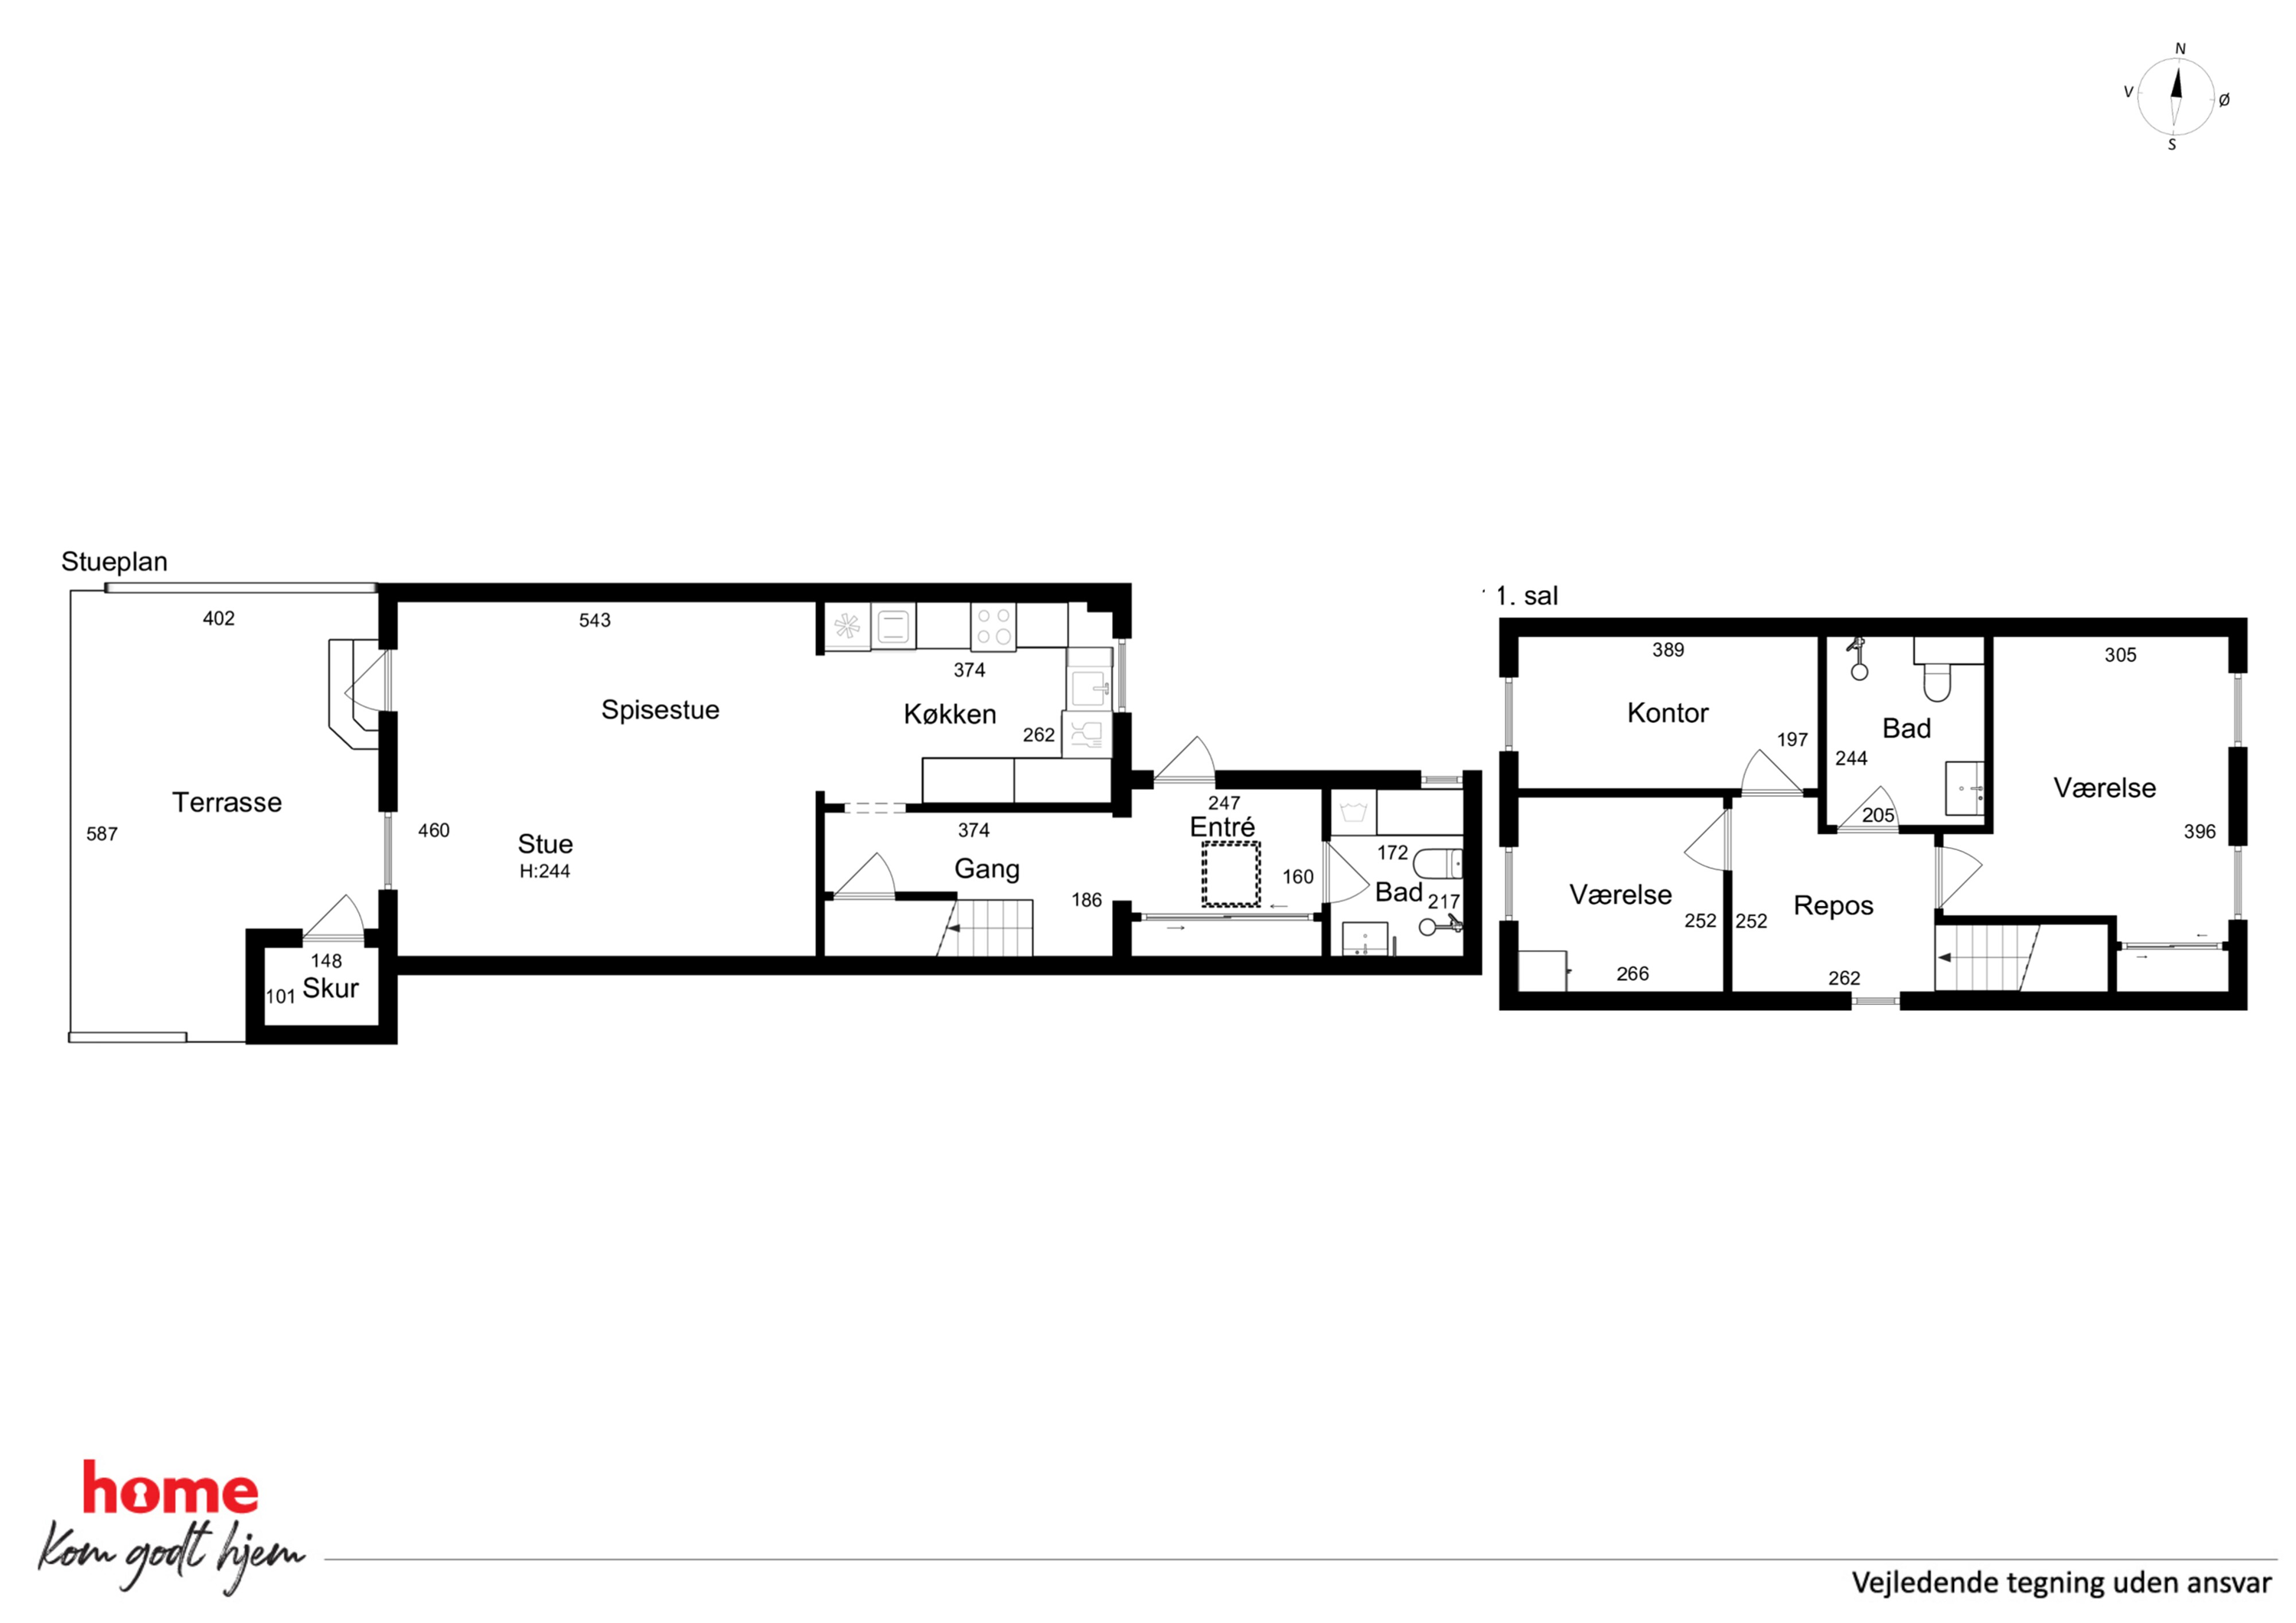 N
V
Ø
S
Stueplan
402
543
374
Spisestue
Køkken
262
Terrasse
587
460
Stue
H:244
374
Gang
186
247
Entré
160
172
Bad
217
148
101
Skur
1. sal
389
305
Kontor
197
Bad
244
205
Værelse
396
Værelse
252
252
Repos
266
262
home
Kom godt hjem
Vejledende tegning uden ansvar